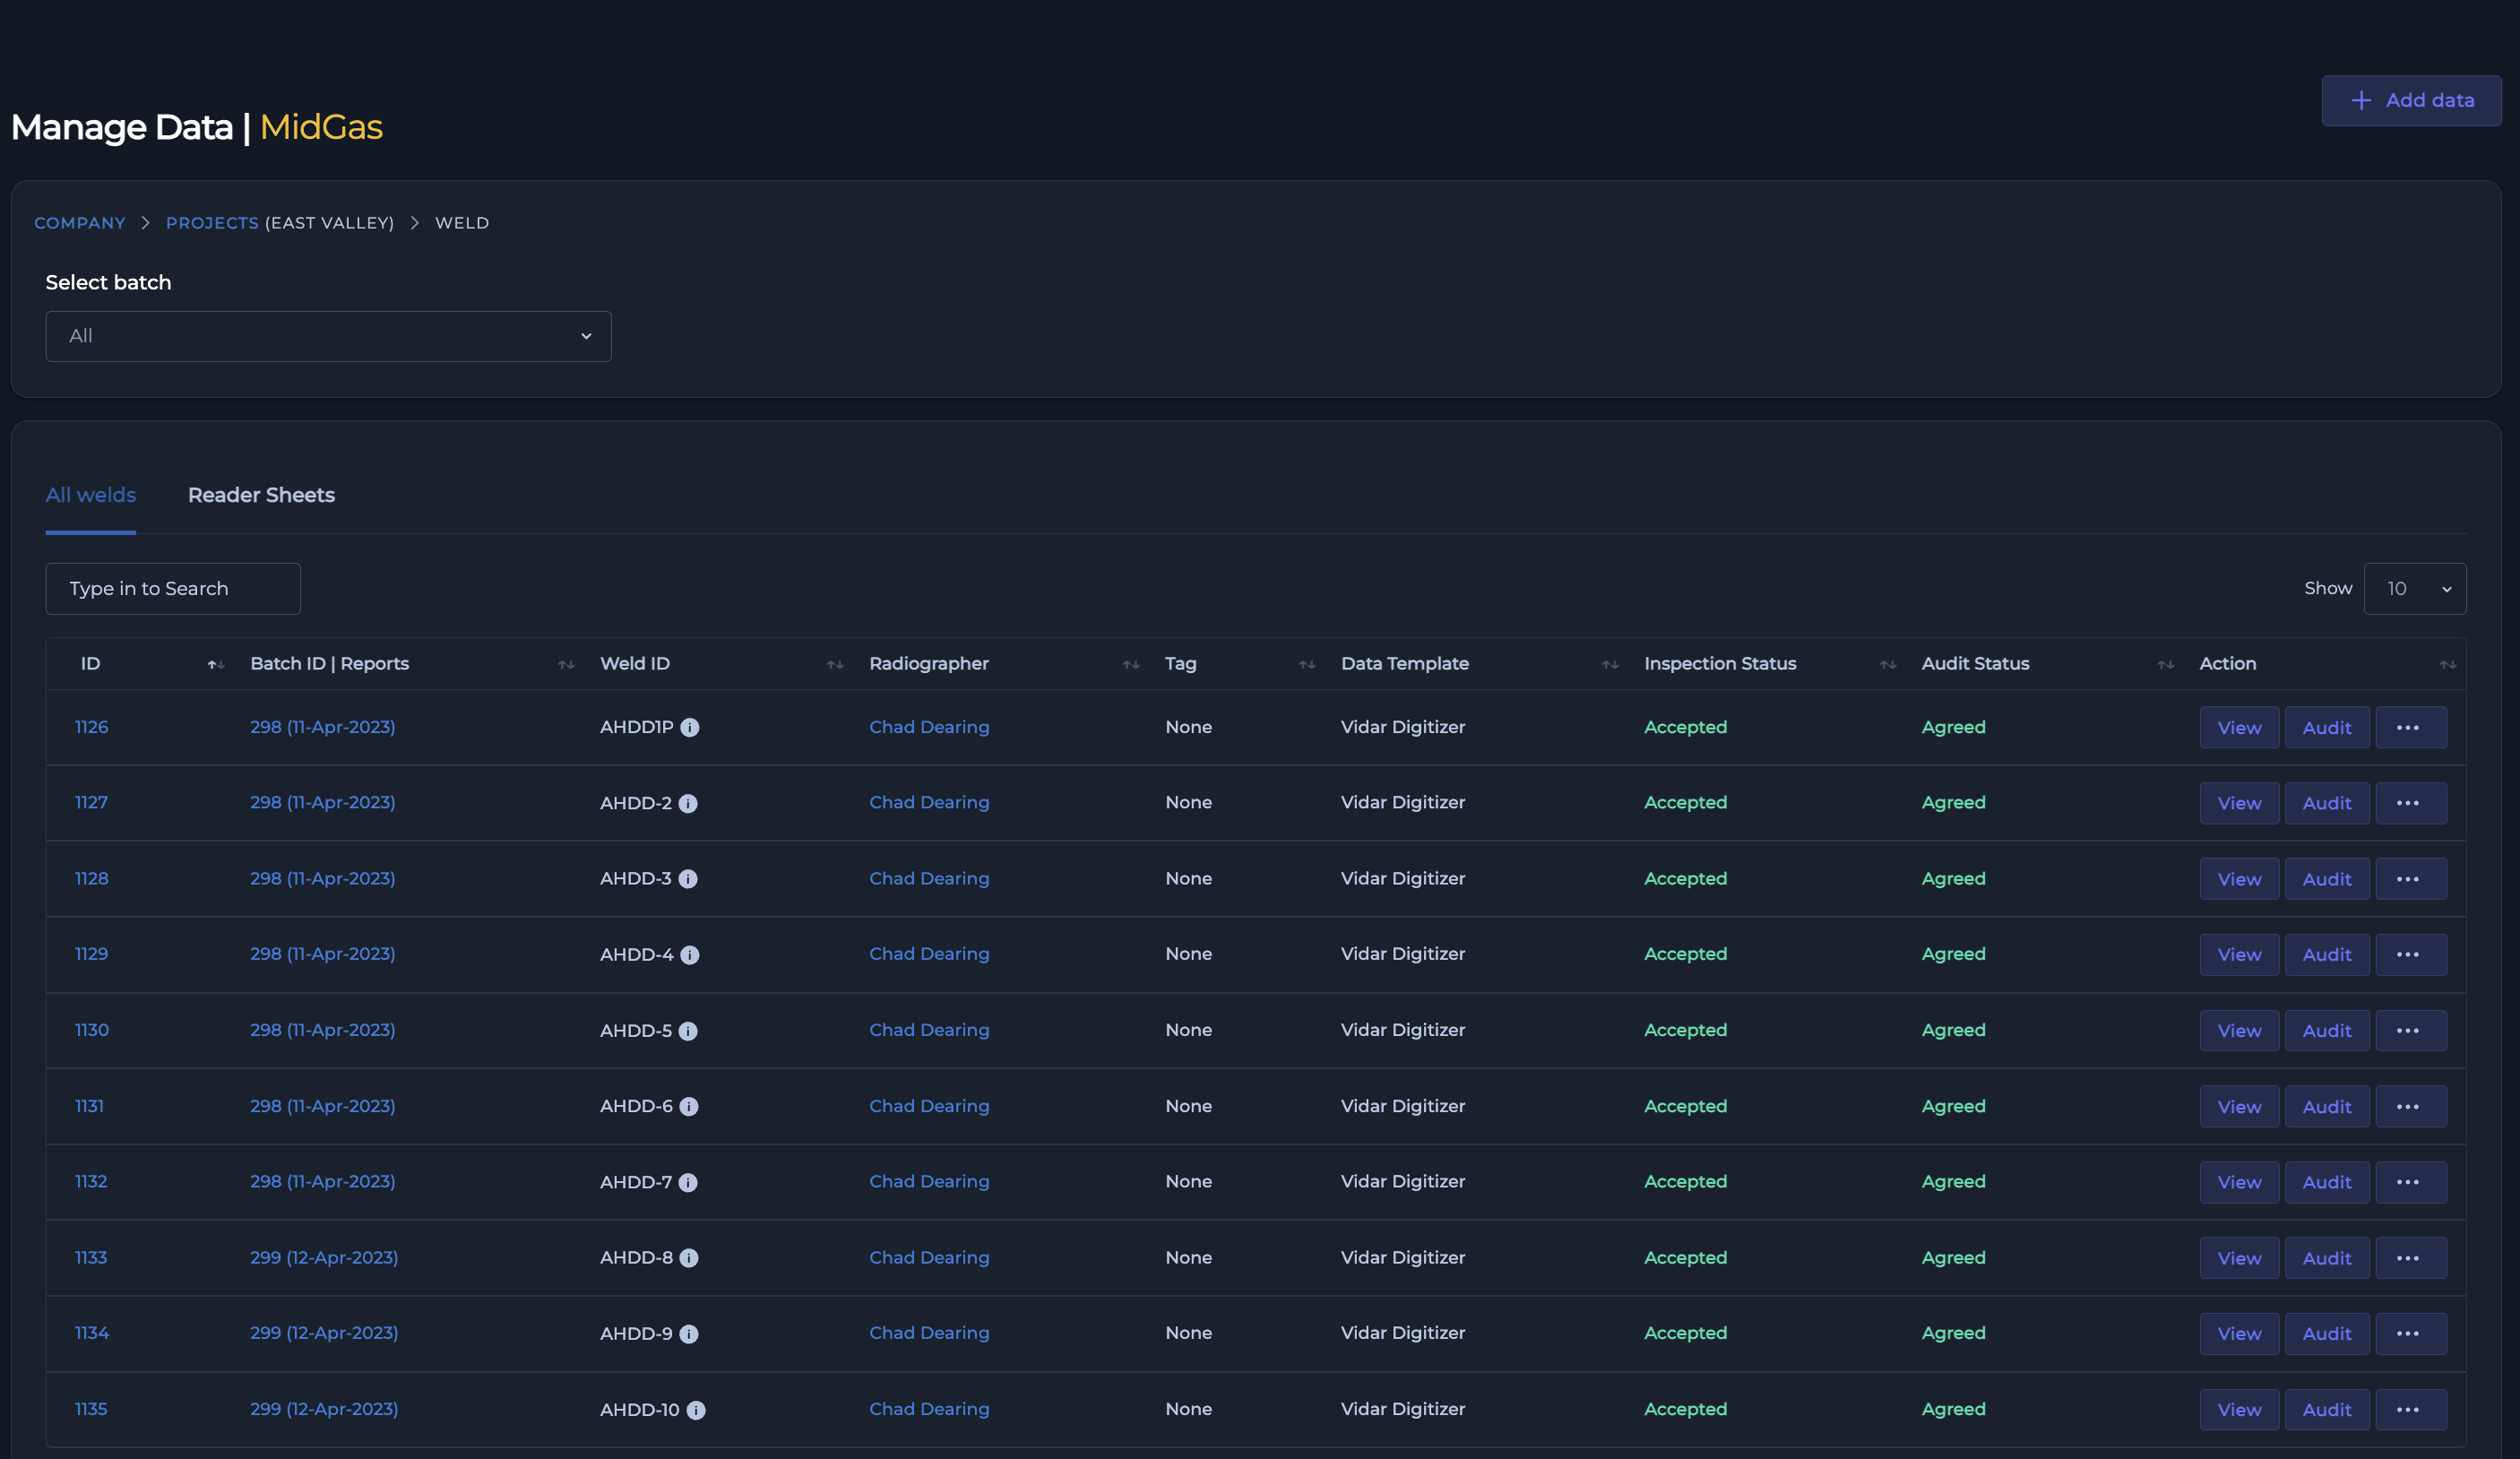 Add data
Manage Data | MidGas
COMPANY > PROJECTS (EAST VALLEY) > WELD
Select batch
All
All welds Reader Sheets
Type in to Search Show 10
ID Batch ID | Reports Weld ID Radiographer Tag Data Template Inspection Status Audit Status Action
1126 298 (11-Apr-2023) AHDD1P Chad Dearing None Vidar Digitizer Accepted Agreed View Audit ...
1127 298 (11-Apr-2023) AHDD-2 Chad Dearing None Vidar Digitizer Accepted Agreed View Audit ...
1128 298 (11-Apr-2023) AHDD-3 Chad Dearing None Vidar Digitizer Accepted Agreed View Audit ...
1129 298 (11-Apr-2023) AHDD-4 Chad Dearing None Vidar Digitizer Accepted Agreed View Audit ...
1130 298 (11-Apr-2023) AHDD-5 Chad Dearing None Vidar Digitizer Accepted Agreed View Audit ...
1131 298 (11-Apr-2023) AHDD-6 Chad Dearing None Vidar Digitizer Accepted Agreed View Audit ...
1132 298 (11-Apr-2023) AHDD-7 Chad Dearing None Vidar Digitizer Accepted Agreed View Audit ...
1133 299 (12-Apr-2023) AHDD-8 Chad Dearing None Vidar Digitizer Accepted Agreed View Audit ...
1134 299 (12-Apr-2023) AHDD-9 Chad Dearing None Vidar Digitizer Accepted Agreed View Audit ...
1135 299 (12-Apr-2023) AHDD-10 Chad Dearing None Vidar Digitizer Accepted Agreed View Audit ...